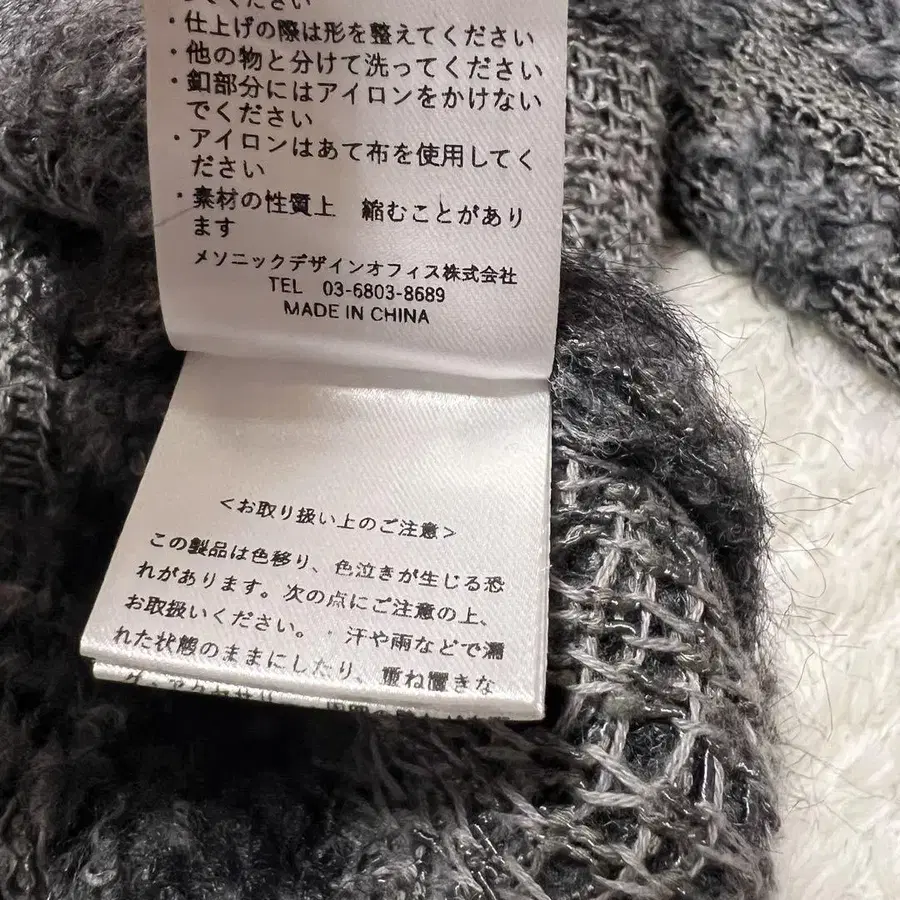 てください
・仕上げの際は形を整えてください
・他の物と分けて洗ってください
・釦部分にはアイロンをかけない
でください
・アイロンはあて布を使用してく
ださい
・素材の性質上 縮むことがあり
ます
メソニックデザインオフィス株式会社
TEL 03-6803-8689
MADE IN CHINA
<お取り扱い上のご注意>
この製品は色移り、色泣きが生じる恐
れがあります。次の点にご注意の上、
お取扱いください。・汗や雨などで濡
れた状態のままにしたり、重ね置きな